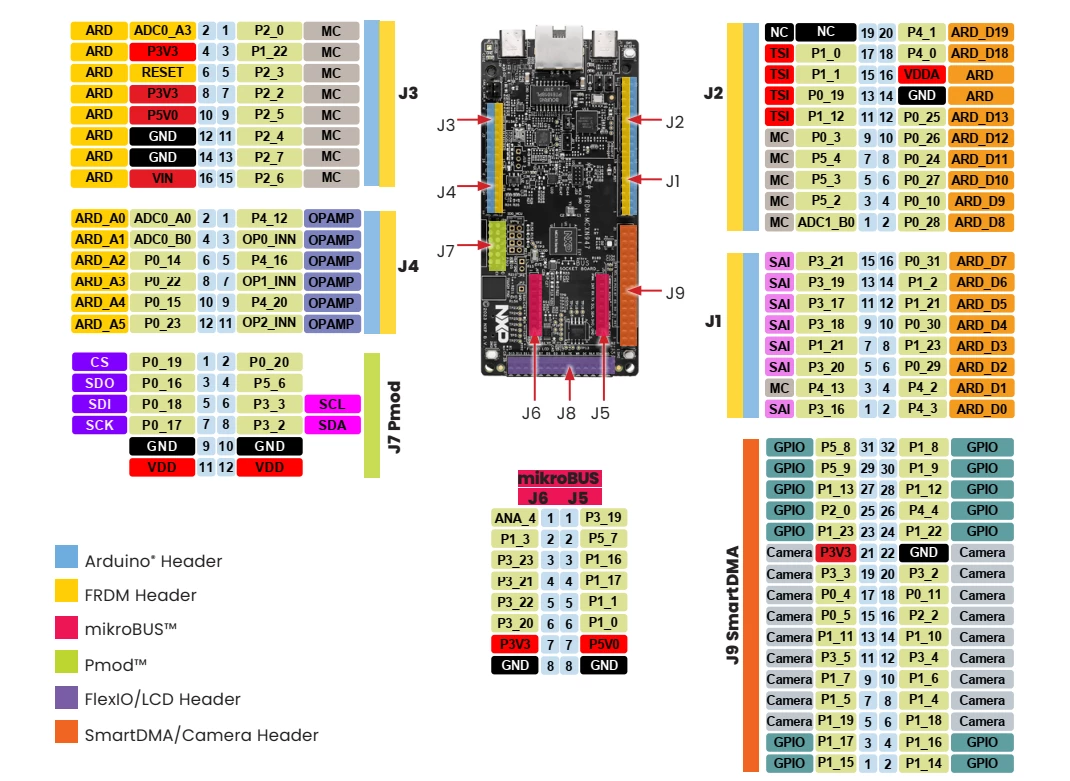 ARD ADC0_A3 2 1 P2_0 MC
ARD P3V3 4 3 P1_22 MC
ARD RESET 6 5 P2_3 MC
ARD P3V3 8 7 P2_2 MC
ARD P5V0 10 9 P2_5 MC
ARD GND 12 11 P2_4 MC
ARD GND 14 13 P2_7 MC
ARD VIN 16 15 P2_6 MC
J3
ARD_A0 ADC0_A0 2 1 P4_12 OPAMP
ARD_A1 ADC0_B0 4 3 OP0_INN OPAMP
ARD_A2 P0_14 6 5 P4_16 OPAMP
ARD_A3 P0_22 8 7 OP1_INN OPAMP
ARD_A4 P0_15 10 9 P4_20 OPAMP
ARD_A5 P0_23 12 11 OP2_INN OPAMP
J4
CS P0_19 1 2 P0_20
SDO P0_16 3 4 P5_6
SDI P0_18 5 6 P3_3 SCL
SCK P0_17 7 8 P3_2 SDA
GND 9 10 GND
VDD 11 12 VDD
J7 Pmod
Arduino® Header
FRDM Header
mikroBUS™
Pmod™
FlexIO/LCD Header
SmartDMA/Camera Header
J3
J4
J7
J2
J1
J9
J6 J8 J5
FRDM-MCXN947
SOCKET BOARD
NXP
mikroBUS
J6 J5
ANA_4 1 1 P3_19
P1_3 2 2 P5_7
P3_23 3 3 P1_16
P3_21 4 4 P1_17
P3_22 5 5 P1_1
P3_20 6 6 P1_0
P3V3 7 7 P5V0
GND 8 8 GND
J2
NC NC 19 20 P4_1 ARD_D19
TSI P1_0 17 18 P4_0 ARD_D18
TSI P1_1 15 16 VDDA ARD
TSI P0_19 13 14 GND ARD
TSI P1_12 11 12 P0_25 ARD_D13
MC P0_3 9 10 P0_26 ARD_D12
MC P5_4 7 8 P0_24 ARD_D11
MC P5_3 5 6 P0_27 ARD_D10
MC P5_2 3 4 P0_10 ARD_D9
MC ADC1_B0 1 2 P0_28 ARD_D8
J1
SAI P3_21 15 16 P0_31 ARD_D7
SAI P3_19 13 14 P1_2 ARD_D6
SAI P3_17 11 12 P1_21 ARD_D5
SAI P3_18 9 10 P0_30 ARD_D4
SAI P1_21 7 8 P1_23 ARD_D3
SAI P3_20 5 6 P0_29 ARD_D2
MC P4_13 3 4 P4_2 ARD_D1
SAI P3_16 1 2 P4_3 ARD_D0
J9 SmartDMA
GPIO P5_8 31 32 P1_8 GPIO
GPIO P5_9 29 30 P1_9 GPIO
GPIO P1_13 27 28 P1_12 GPIO
GPIO P2_0 25 26 P4_4 GPIO
GPIO P1_23 23 24 P1_22 GPIO
Camera P3V3 21 22 GND Camera
Camera P3_3 19 20 P3_2 Camera
Camera P0_4 17 18 P0_11 Camera
Camera P0_5 15 16 P2_2 Camera
Camera P1_11 13 14 P1_10 Camera
Camera P3_5 11 12 P3_4 Camera
Camera P1_7 9 10 P1_6 Camera
Camera P1_5 7 8 P1_4 Camera
Camera P1_19 5 6 P1_18 Camera
GPIO P1_17 3 4 P1_16 GPIO
GPIO P1_15 1 2 P1_14 GPIO